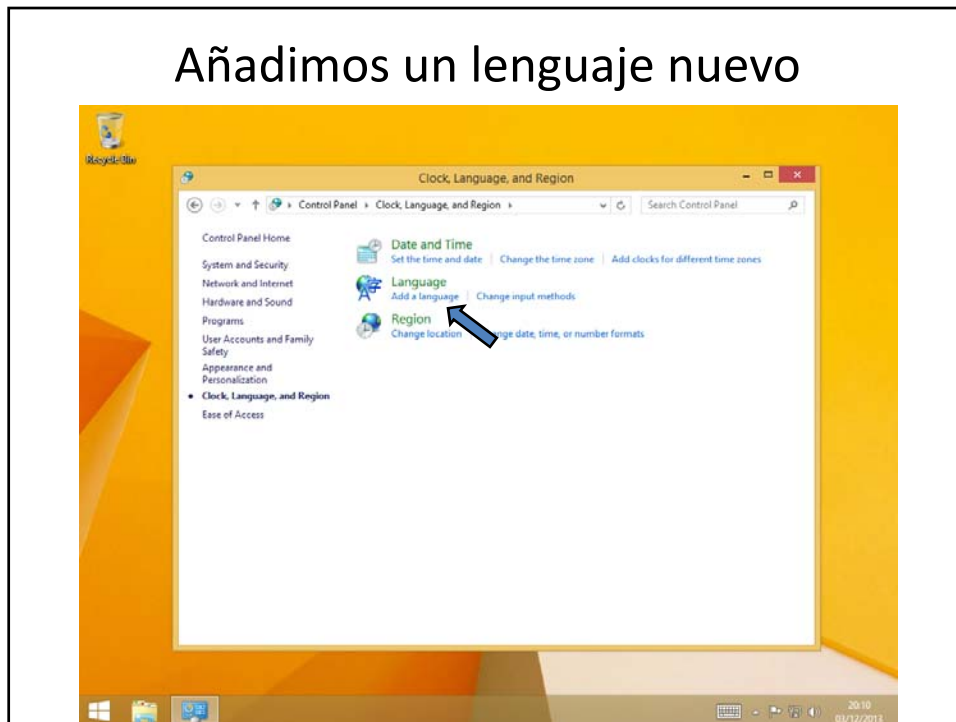 Añadimos un lenguaje nuevo
Recycle Bin
Clock, Language, and Region
Control Panel ▸ Clock, Language, and Region ▸
Search Control Panel
Control Panel Home
System and Security
Network and Internet
Hardware and Sound
Programs
User Accounts and Family
Safety
Appearance and
Personalization
Clock, Language, and Region
Ease of Access
Date and Time
Set the time and date | Change the time zone | Add clocks for different time zones
Language
Add a language | Change input methods
Region
Change location ange date, time, or number formats
20:10
03/12/2013